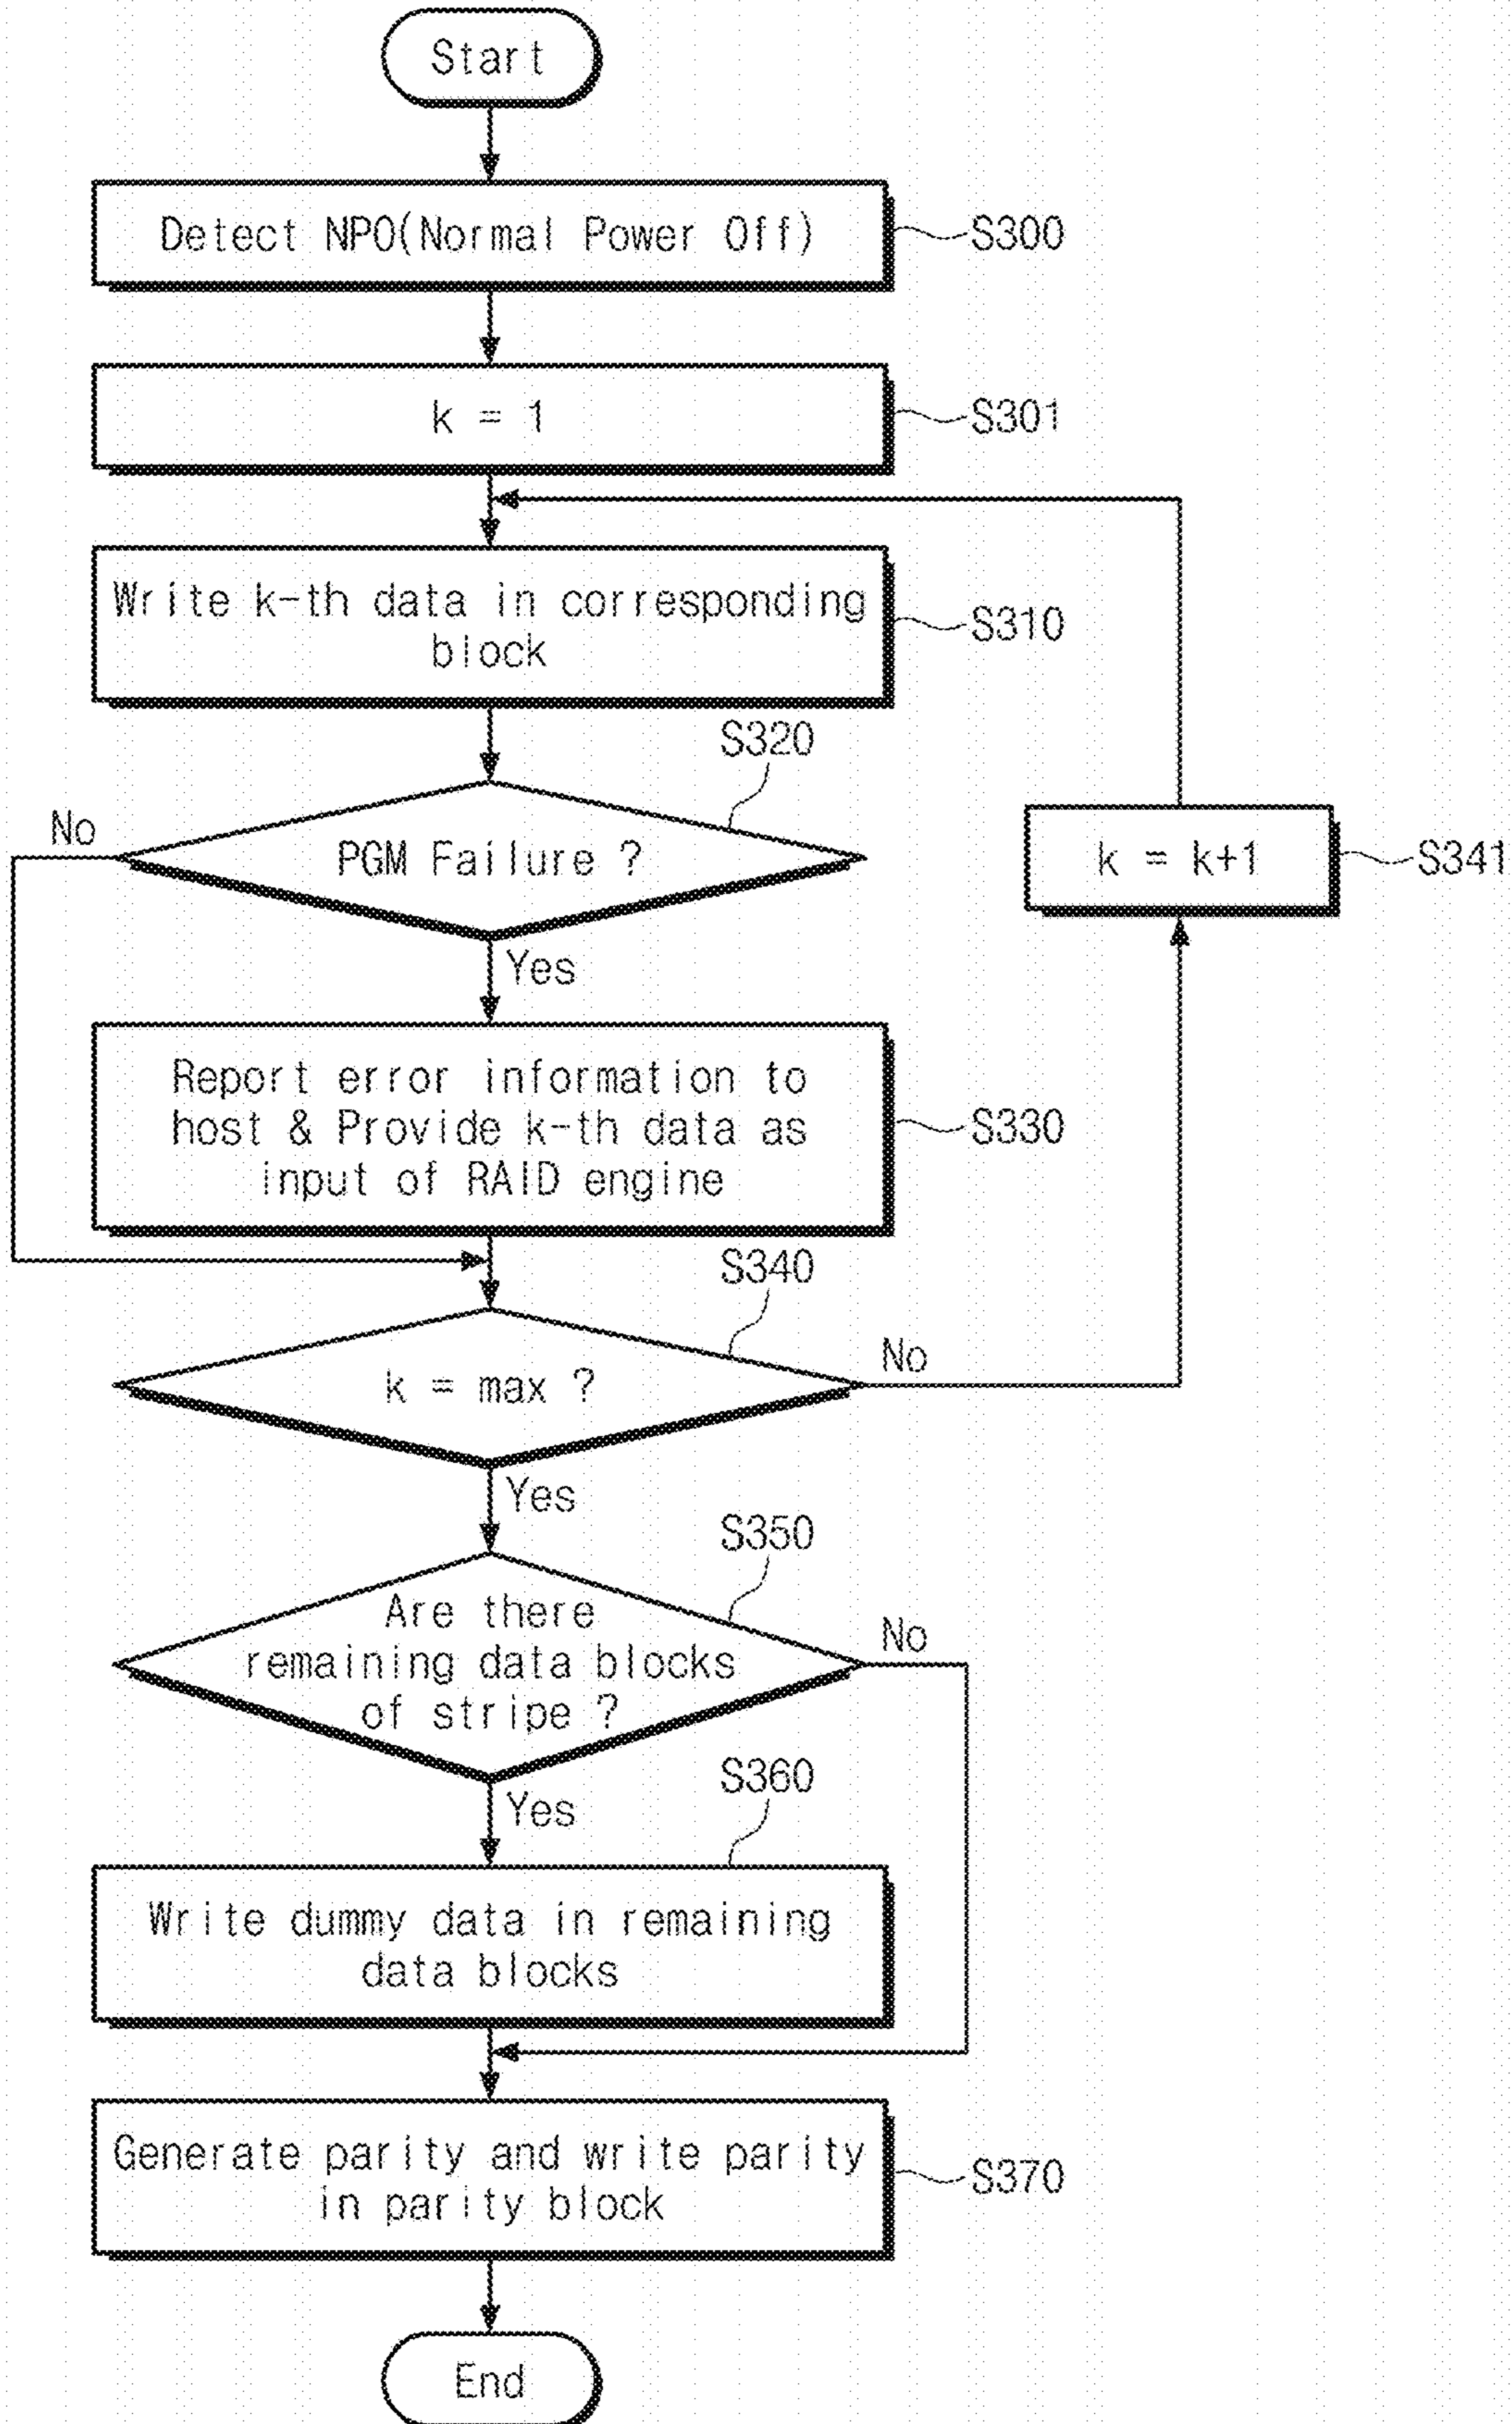 Start
Detect NPO(Normal Power Off)
S300
k = 1
S301
Write k-th data in corresponding
block
S310
S320
No
PGM Failure ?
k = k+1
S341
Yes
Report error information to
host & Provide k-th data as
input of RAID engine
S330
S340
No
k = max ?
Yes
S350
Are there
No
remaining data blocks
of stripe ?
S360
Yes
Write dummy data in remaining
data blocks
Generate parity and write parity
in parity block
S370
End